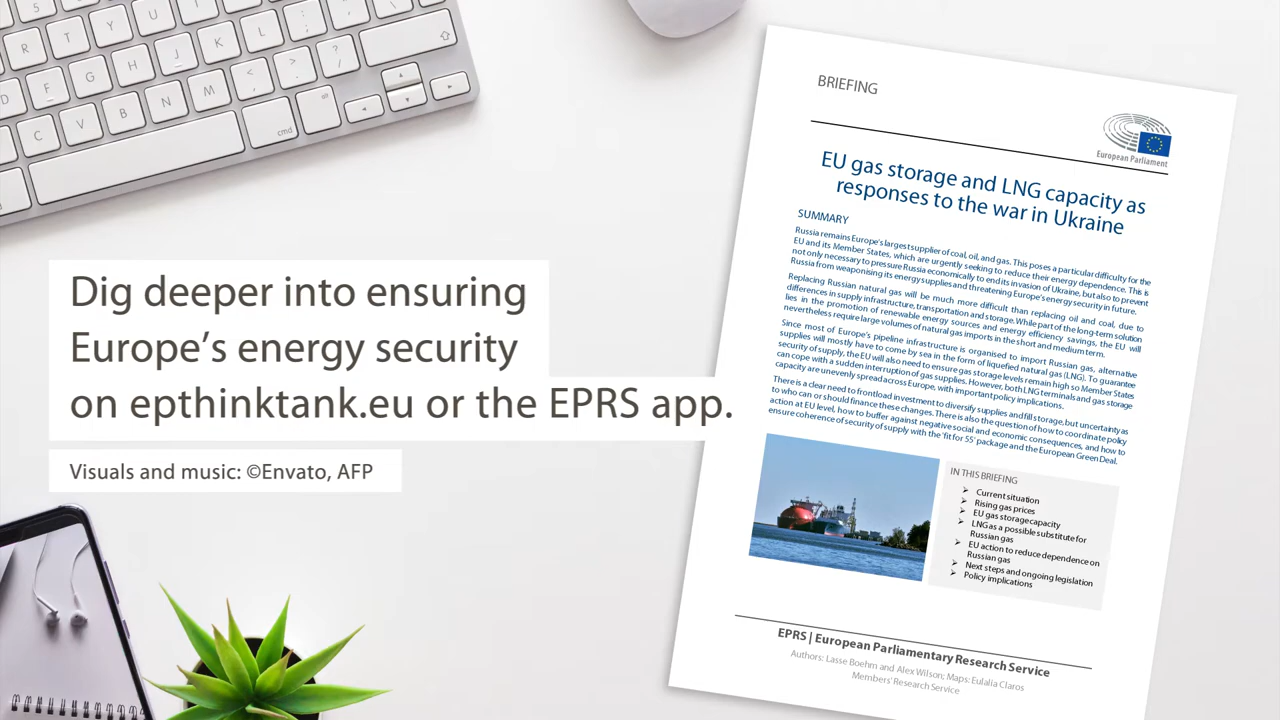 Dig deeper into ensuring
Europe’s energy security
on epthinktank.eu or the EPRS app.
Visuals and music: ©Envato, AFP
BRIEFING
European Parliament
EU gas storage and LNG capacity as
responses to the war in Ukraine
SUMMARY
Russia remains Europe's largest supplier of coal, oil, and gas. This poses a particular difficulty for the
EU and its Member States, which are urgently seeking to reduce their energy dependence. This is
not only necessary to pressure Russia economically to end its invasion of Ukraine, but also to prevent
Russia from weaponising its energy supplies and threatening Europe's energy security in future.
Replacing Russian natural gas will be much more difficult than replacing oil and coal, due to
differences in supply infrastructure, transportation and storage. While part of the long-term solution
lies in the promotion of renewable energy sources and energy efficiency savings, the EU will
nevertheless require large volumes of natural gas imports in the short and medium term.
Since most of Europe's pipeline infrastructure is organised to import Russian gas, alternative
supplies will mostly have to come by sea in the form of liquefied natural gas (LNG). To guarantee
security of supply, the EU will also need to ensure gas storage levels remain high so Member States
can cope with a sudden interruption of gas supplies. However, both LNG terminals and gas storage
capacity are unevenly spread across Europe, with important policy implications.
There is a clear need to frontload investment to diversify supplies and fill storage, but uncertainty as
to who can or should finance these changes. There is also the question of how to coordinate policy
action at EU level, how to buffer against negative social and economic consequences, and how to
ensure coherence of security of supply with the 'fit for 55' package and the European Green Deal.
IN THIS BRIEFING
Current situation
Rising gas prices
EU gas storage capacity
LNG as a possible substitute for
Russian gas
EU action to reduce dependence on
Russian gas
Next steps and ongoing legislation
Policy implications
EPRS | European Parliamentary Research Service
Authors: Lasse Boehm and Alex Wilson; Maps: Eulalia Claros
Members' Research Service